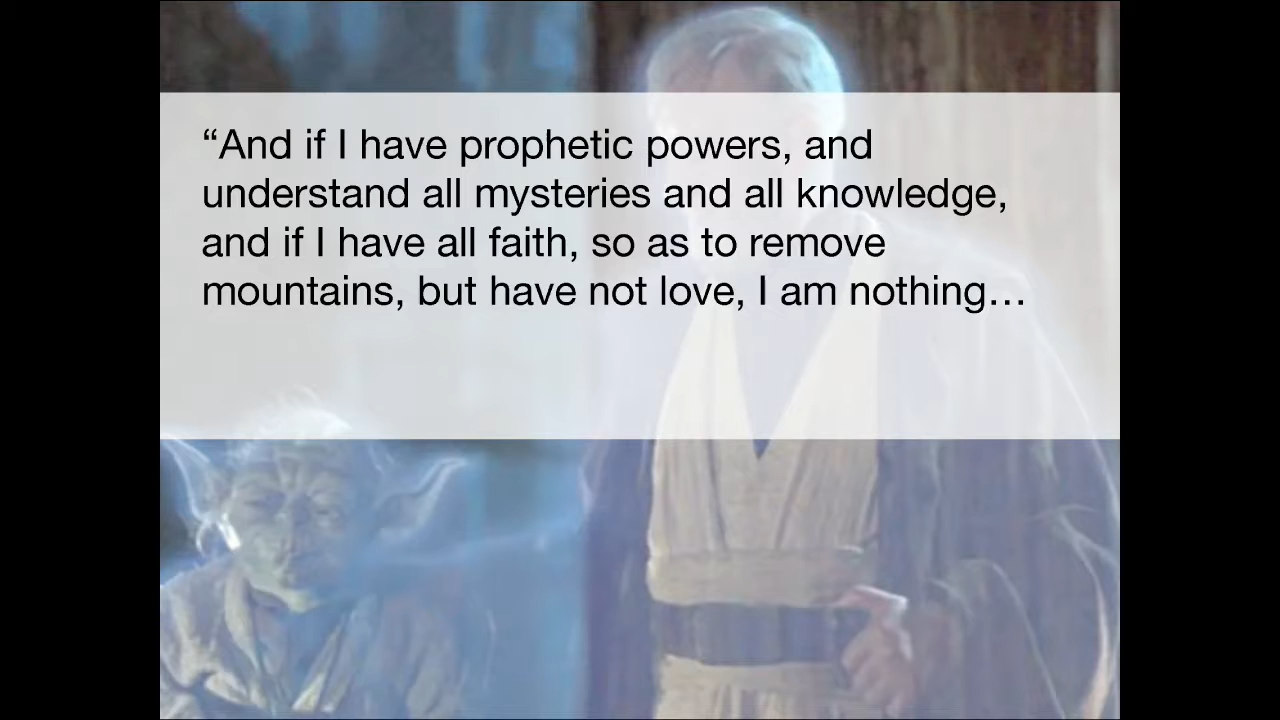 “And if I have prophetic powers, and
understand all mysteries and all knowledge,
and if I have all faith, so as to remove
mountains, but have not love, I am nothing…